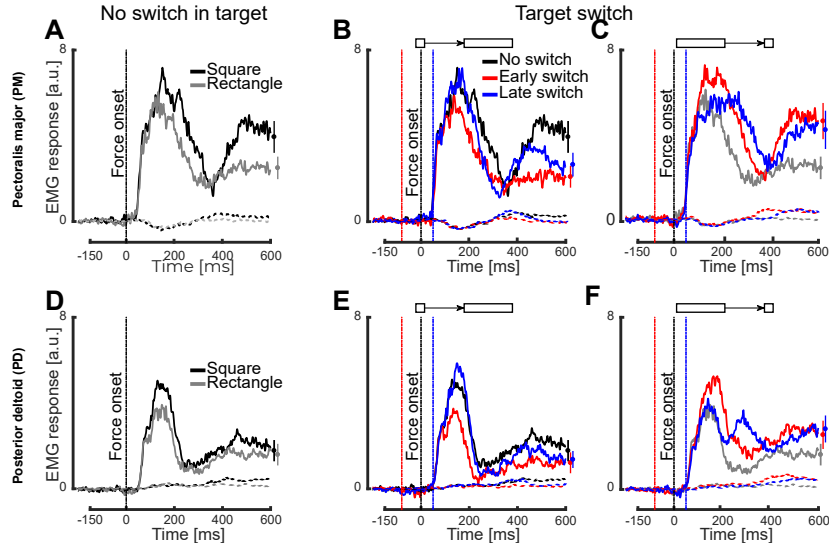 No switch in target
Target switch
A
B
C
Pectoralis major (PM)
EMG response [a.u.]
8
0
Square
Rectangle
Force onset
-150 0 200 400 600
Time [ms]
8
0
No switch
Early switch
Late switch
Force onset
-150 0 200 400 600
Time [ms]
8
0
Force onset
-150 0 200 400 600
Time [ms]
D
E
F
Posterior deltoid (PD)
EMG response [a.u.]
8
0
Square
Rectangle
Force onset
-150 0 200 400 600
Time [ms]
8
0
Force onset
-150 0 200 400 600
Time [ms]
8
0
Force onset
-150 0 200 400 600
Time [ms]